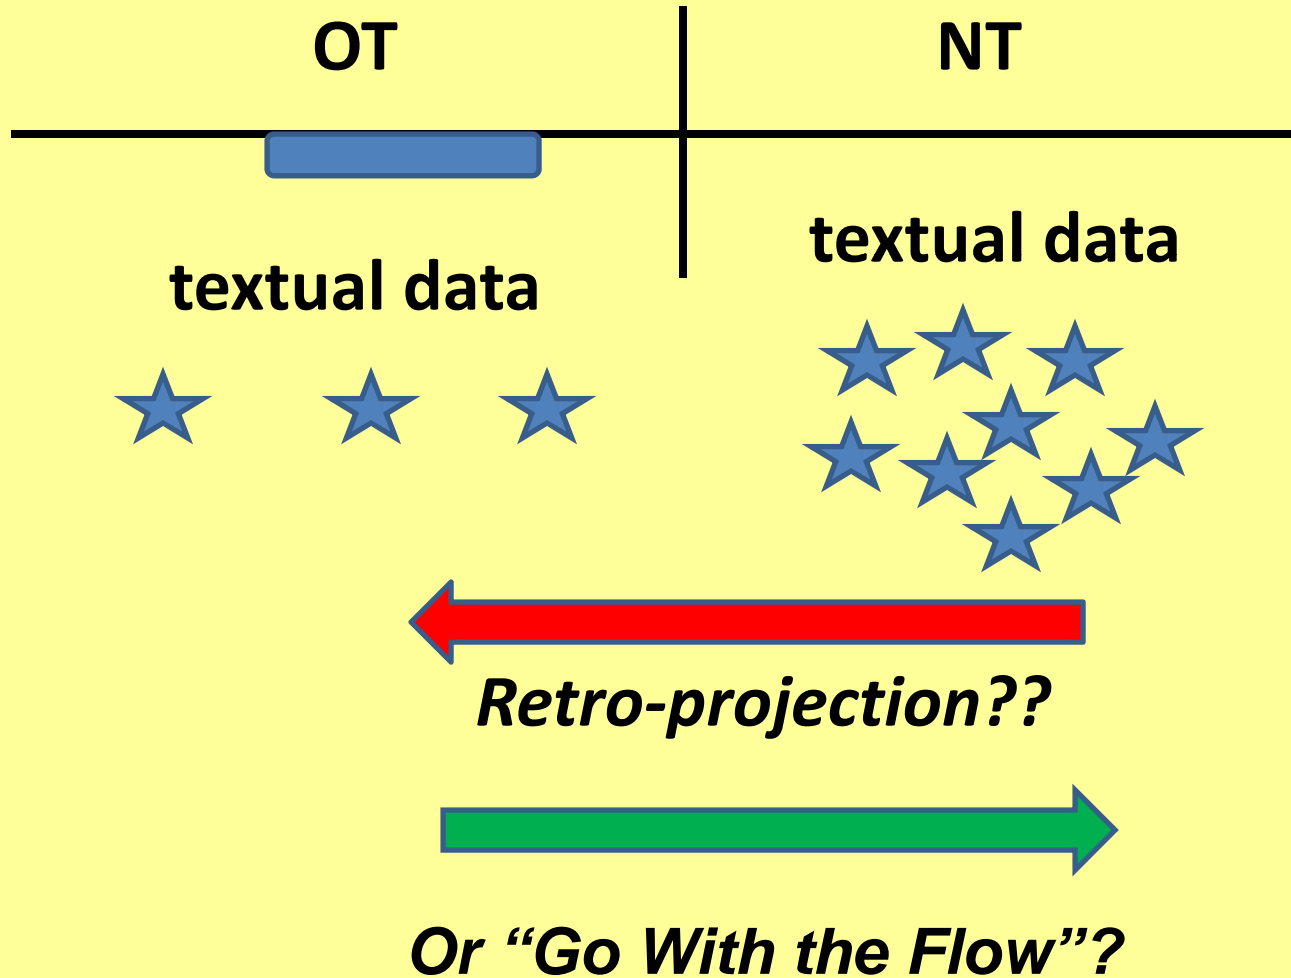 OT
NT
textual data
textual data
Retro-projection??
Or “Go With the Flow”?